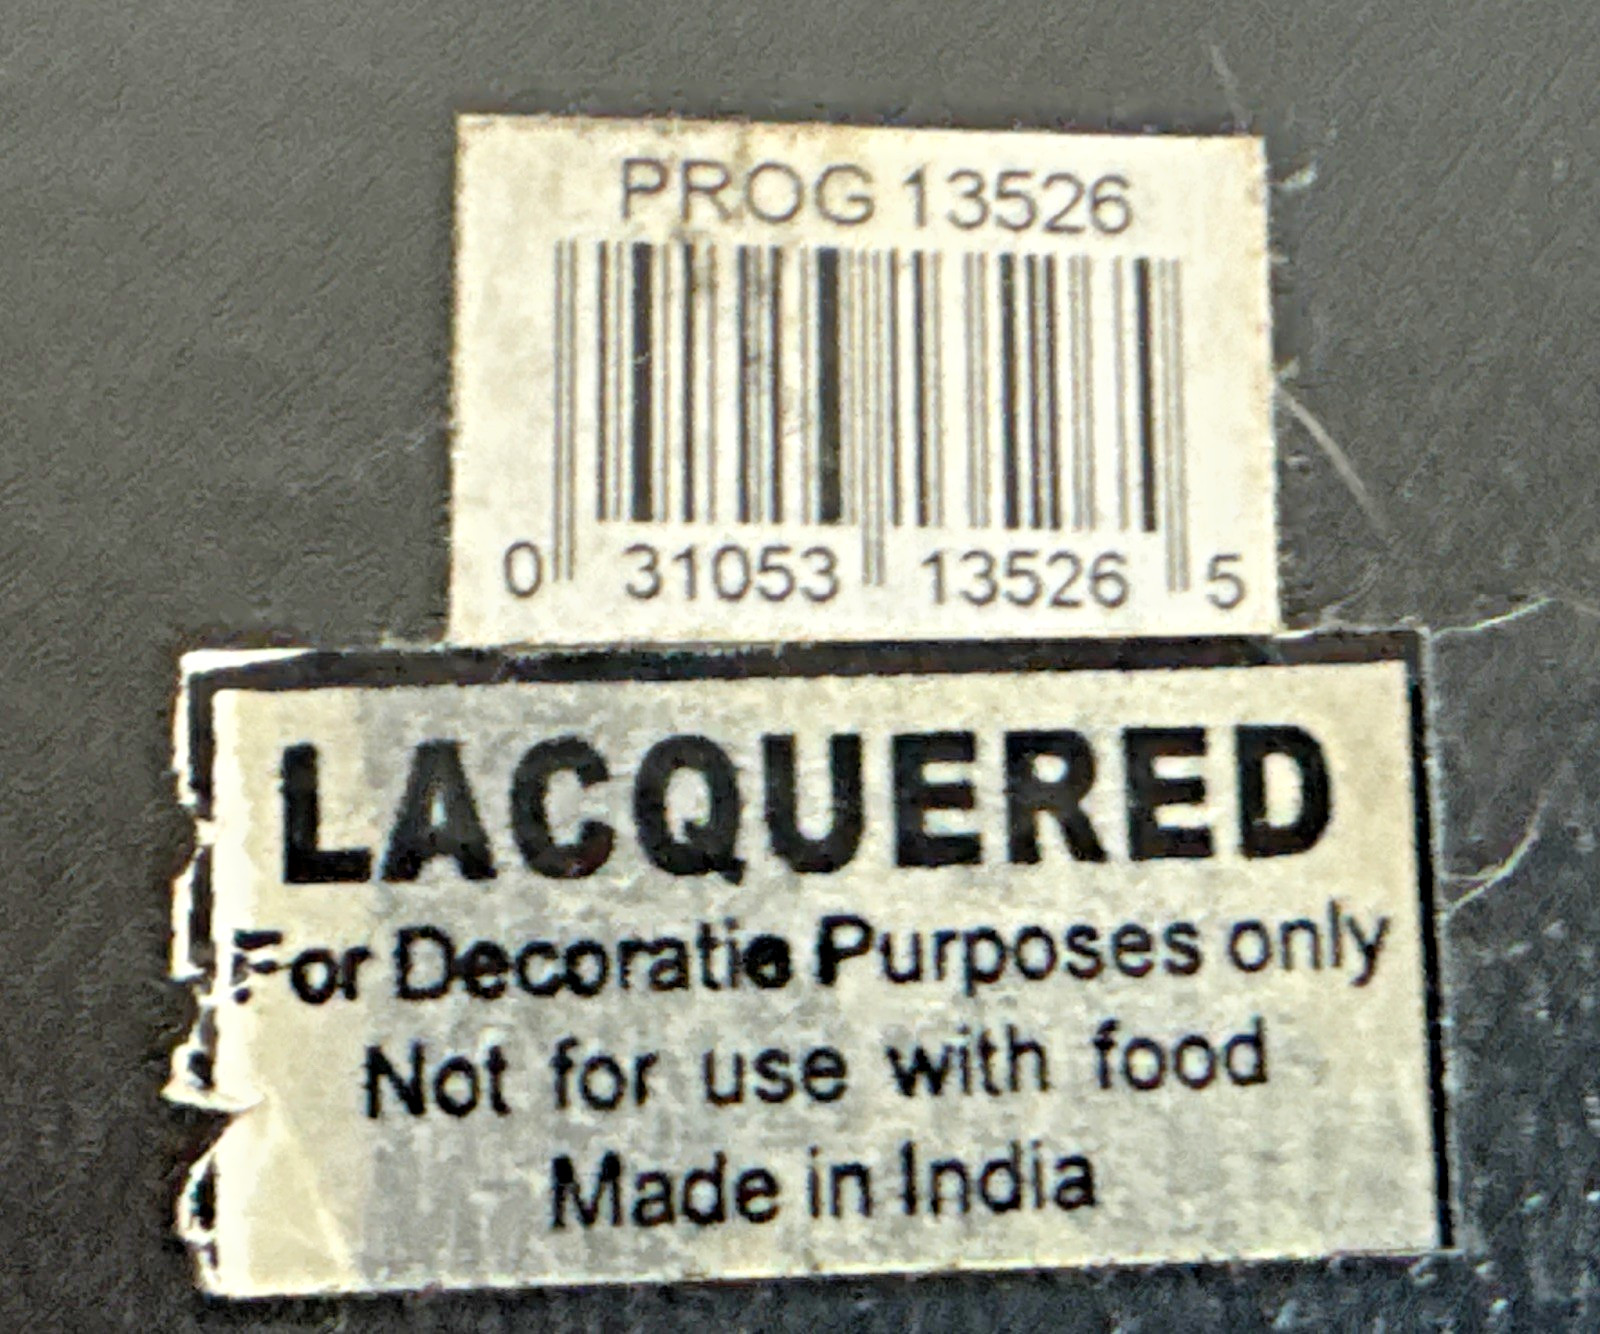 PROG 13526
0 31053 13526 5
LACQUERED
For Decoratie Purposes only
Not for use with food
Made in India